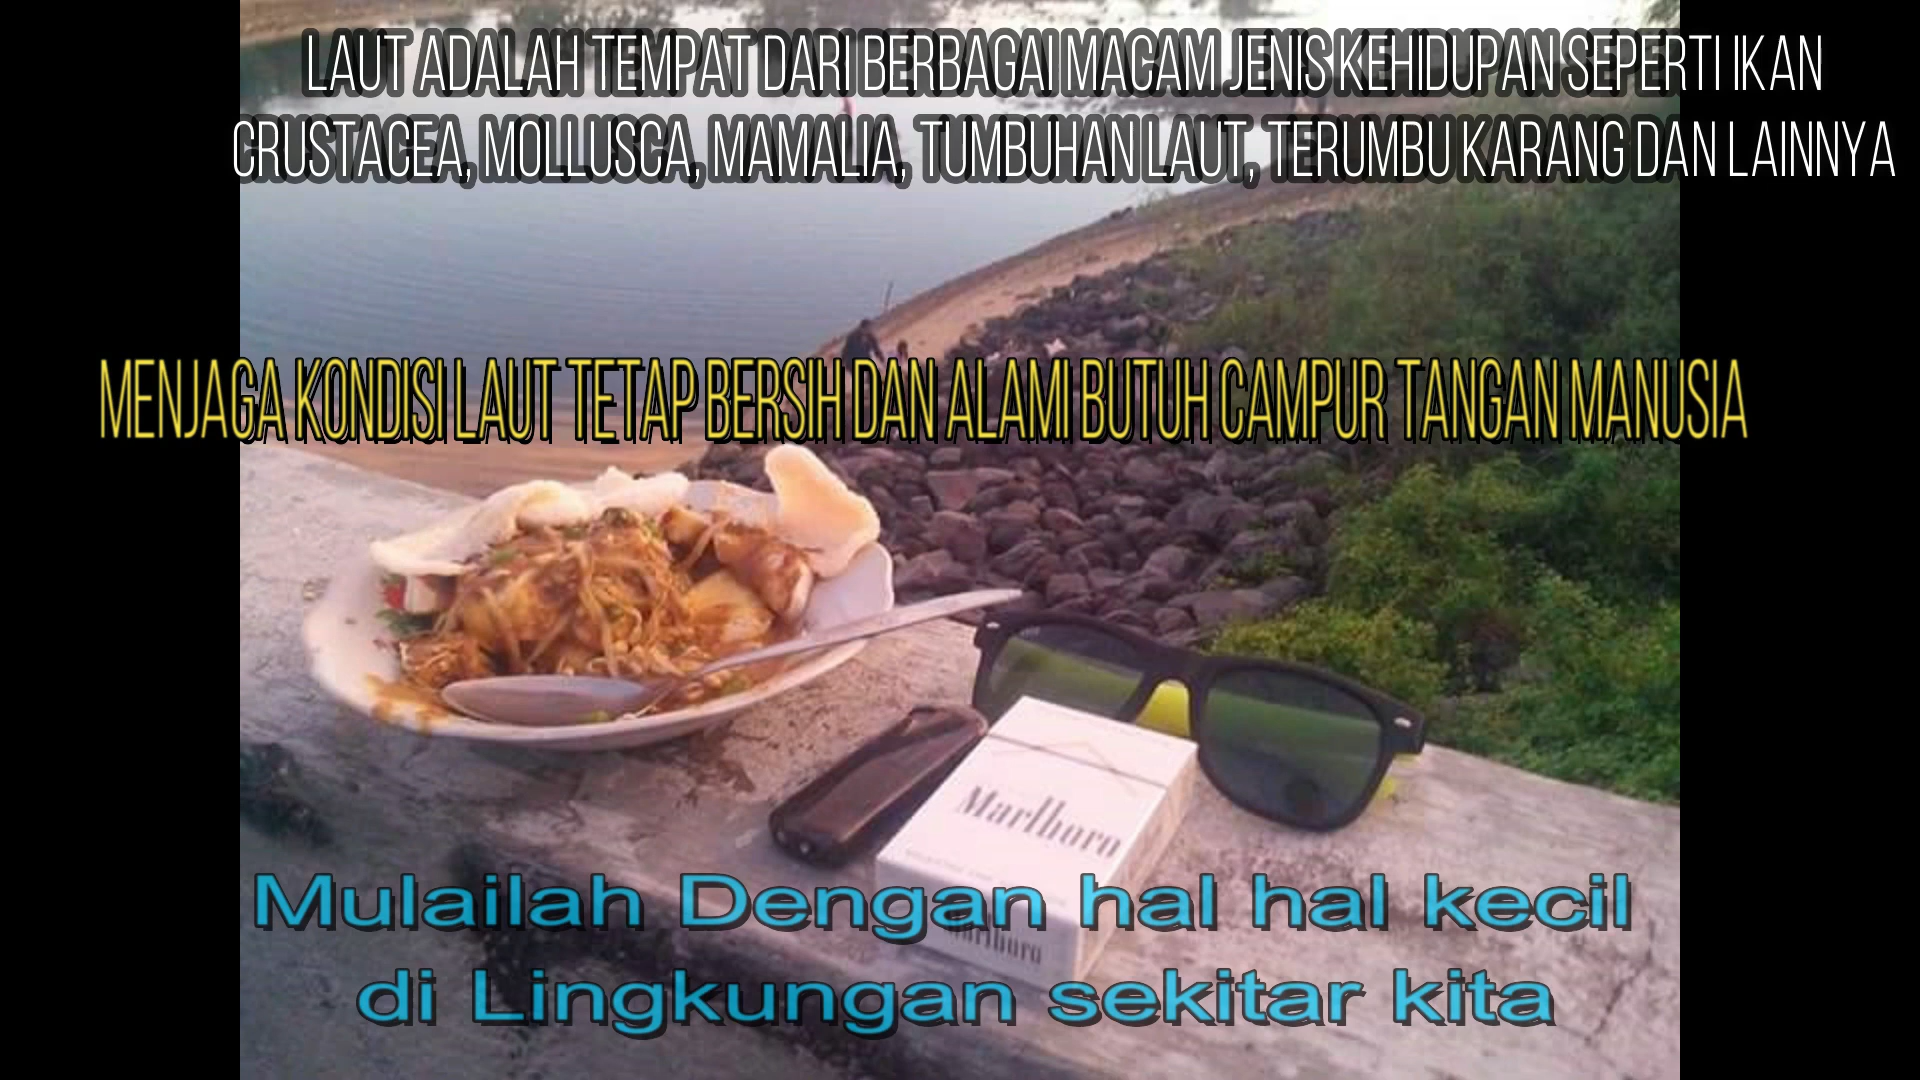 LAUT ADALAH TEMPAT DARI BERBAGAI MACAM JENIS KEHIDUPAN SEPERTI IKAN
CRUSTACEA, MOLLUSCA, MAMALIA, TUMBUHAN LAUT, TERUMBU KARANG DAN LAINNYA
MENJAGA KONDISI LAUT TETAP BERSIH DAN ALAMI BUTUH CAMPUR TANGAN MANUSIA
Marlboro
Mulailah Dengan hal hal kecil
Marlboro
di Lingkungan sekitar kita